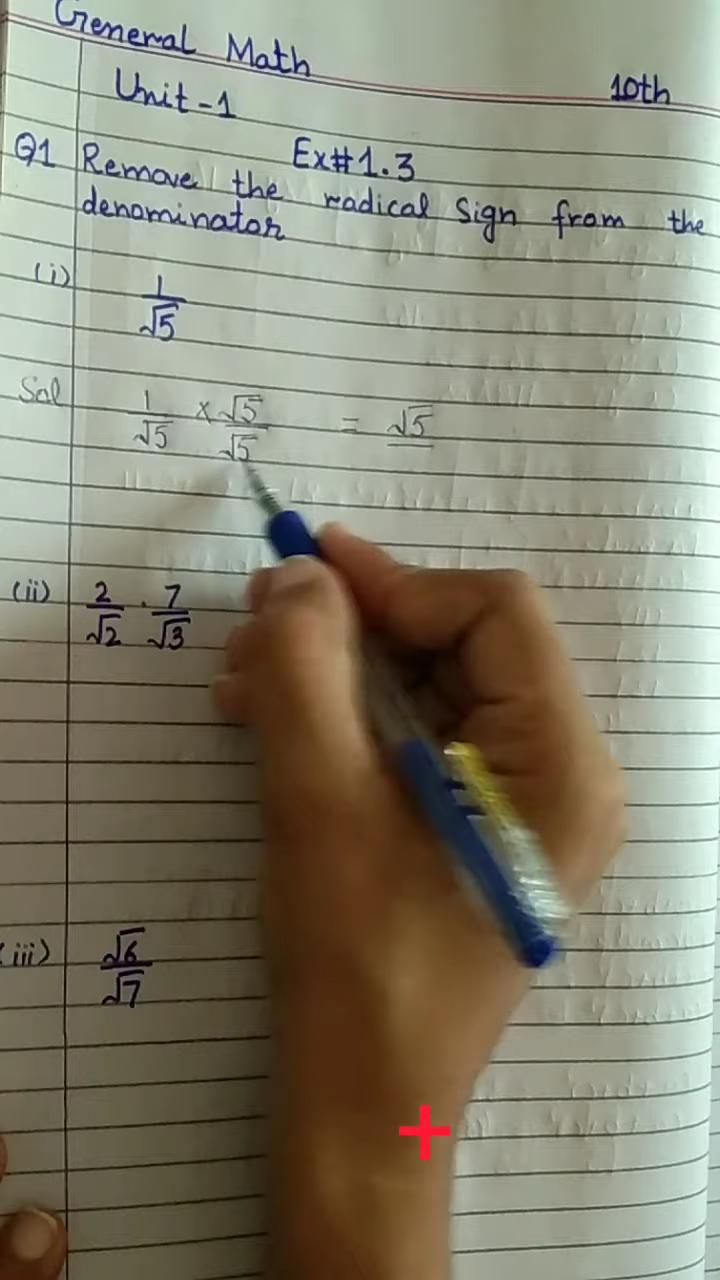 General Math
10th
Unit-1
Ex#1.3
Q1 Remove the radical Sign from the
denominator
(i) 1/√5
Sol 1/√5 × √5/√5 = √5/
(ii) 2/√2 · 7/√3
(iii) √6/√7